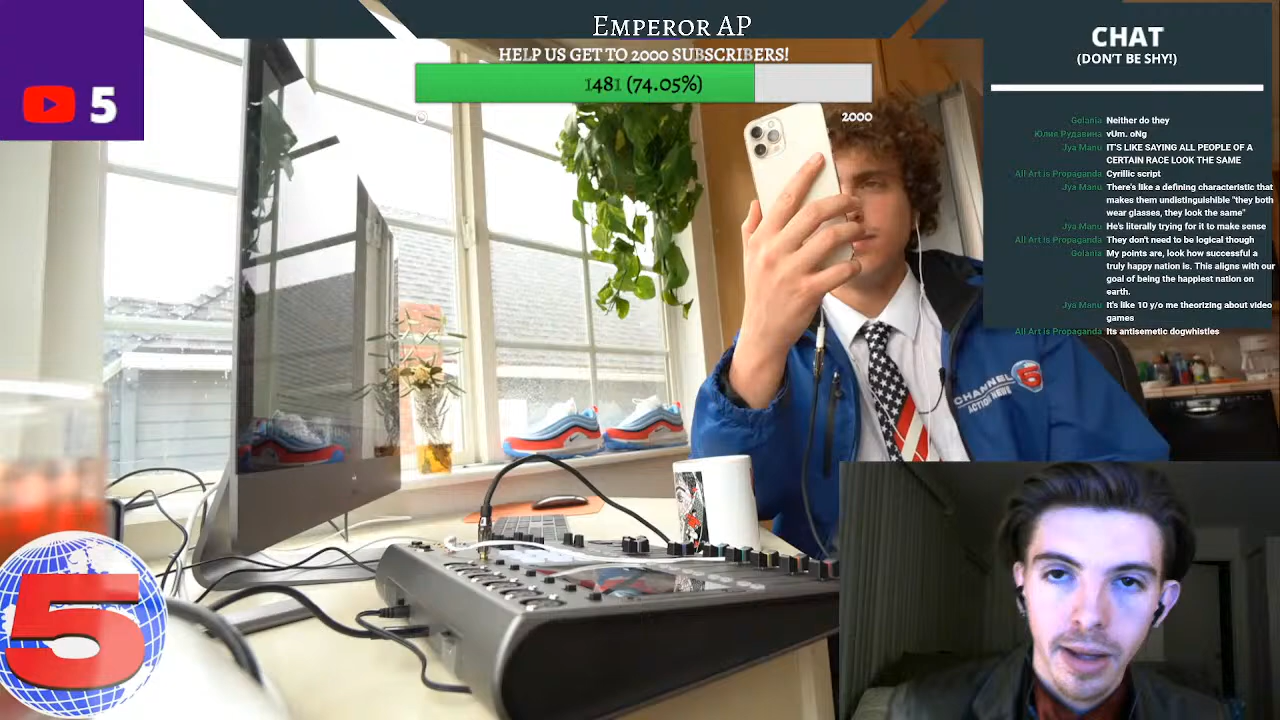 Emperor AP
HELP US GET TO 2000 SUBSCRIBERS!
1481 (74.05%)
2000
5
CHAT
(DON'T BE SHY!)
Golania Neither do they
Юлия Рудавина vUm. oNg
Jya Manu IT'S LIKE SAYING ALL PEOPLE OF A
CERTAIN RACE LOOK THE SAME
All Art is Propaganda Cyrillic script
Jya Manu There's like a defining characteristic that
makes them undistinguishible "they both
wear glasses, they look the same"
Jya Manu He's literally trying for it to make sense
All Art is Propaganda They don't need to be logical though
Golania My points are, look how successful a
truly happy nation is. This aligns with our
goal of being the happiest nation on
earth.
Jya Manu It's like 10 y/o me theorizing about video
games
All Art is Propaganda Its antisemetic dogwhistles
CHANNEL 5
ACTION NEWS
5